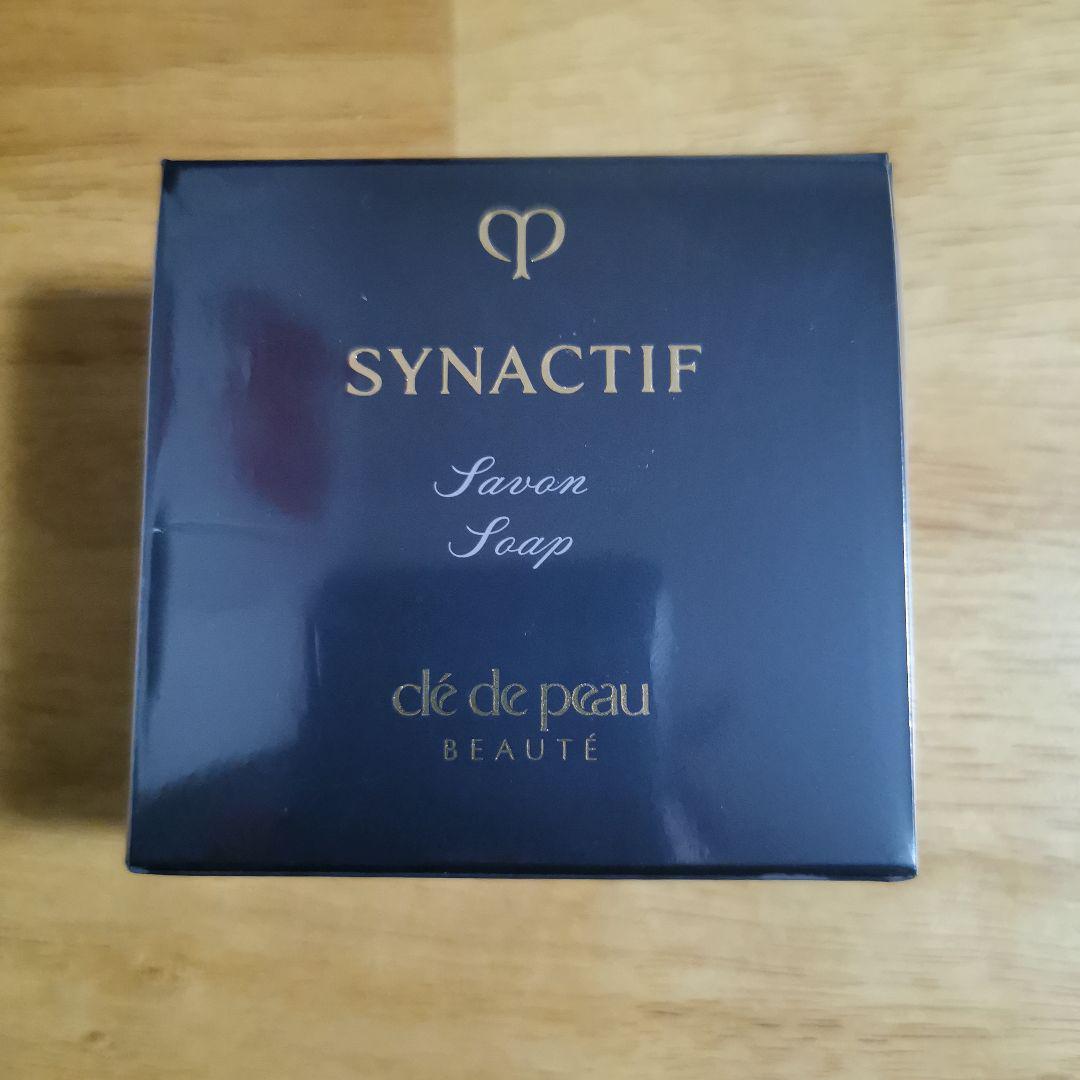 SYNACTIF
Savon
Soap
clé de peau
BEAUTÉ